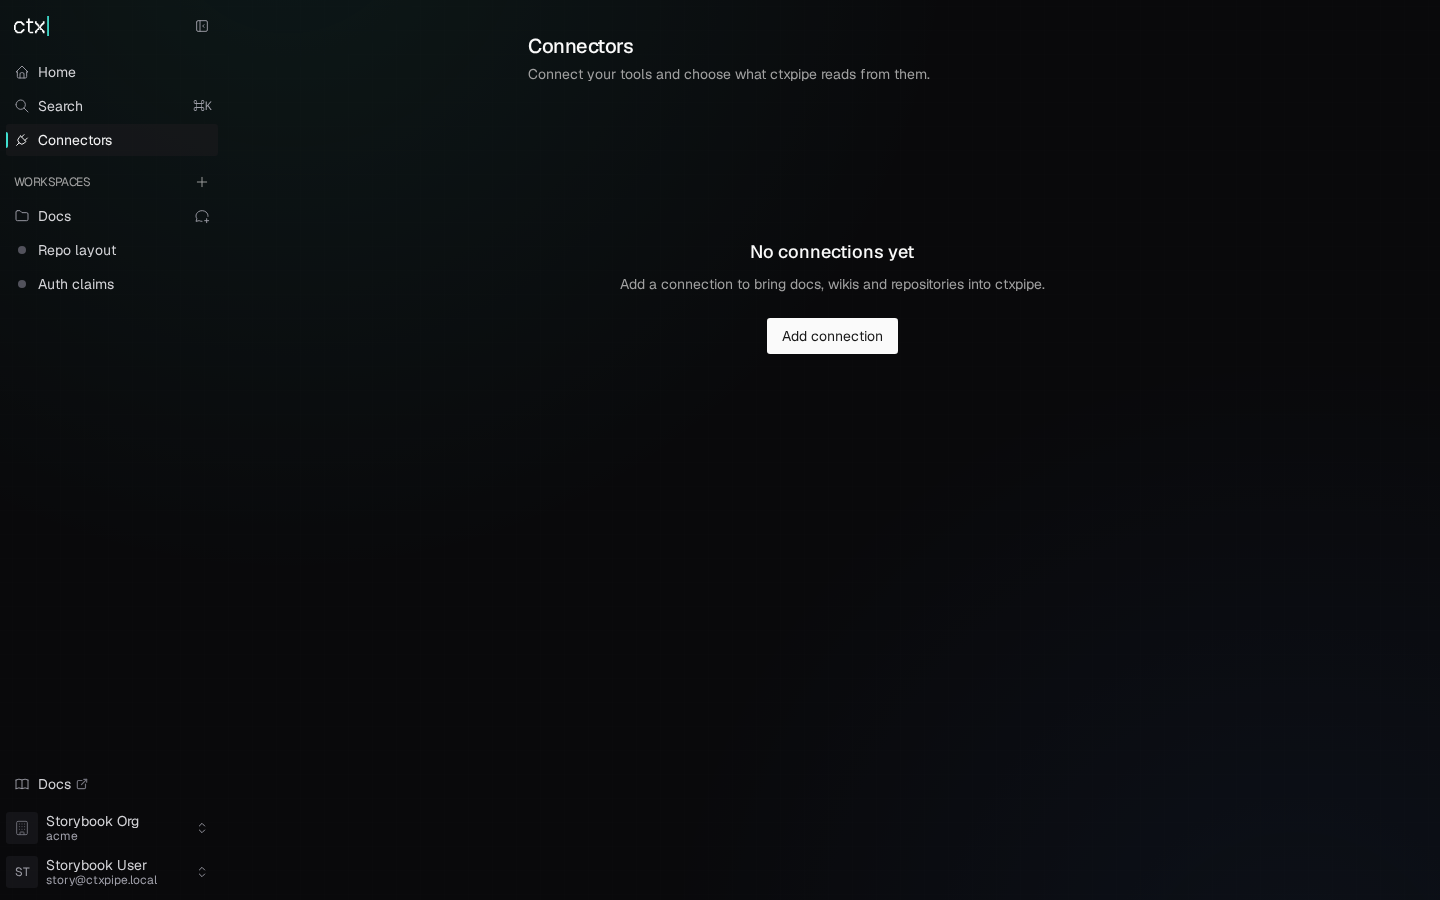 ctx
Home
Search ⌘K
Connectors
WORKSPACES
Docs
Repo layout
Auth claims
Docs
Storybook Org
acme
ST
Storybook User
story@ctxpipe.local
Connectors
Connect your tools and choose what ctxpipe reads from them.
No connections yet
Add a connection to bring docs, wikis and repositories into ctxpipe.
Add connection